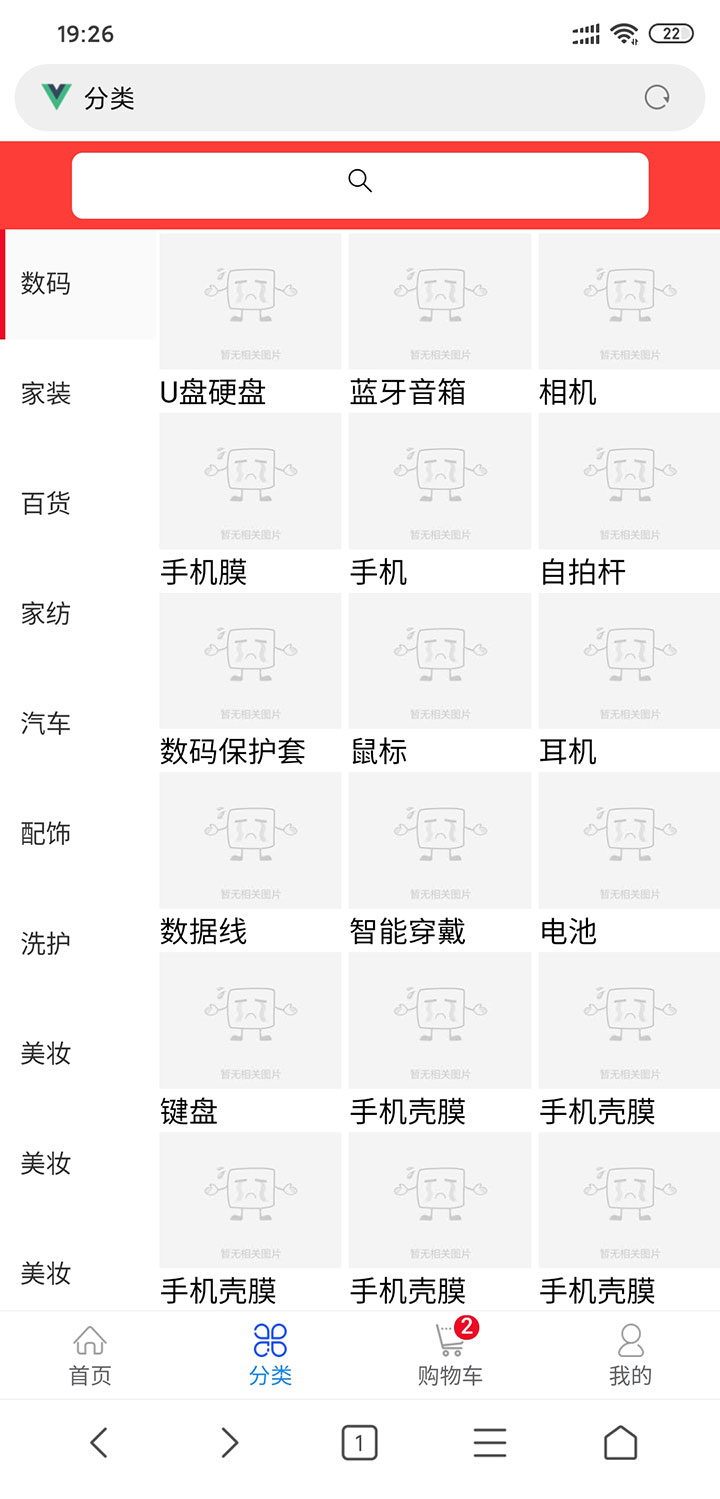 19:26
22
分类
数码
家装
百货
家纺
汽车
配饰
洗护
美妆
美妆
美妆
暂无相关图片 暂无相关图片 暂无相关图片
U盘硬盘 蓝牙音箱 相机
暂无相关图片 暂无相关图片 暂无相关图片
手机膜 手机 自拍杆
暂无相关图片 暂无相关图片 暂无相关图片
数码保护套 鼠标 耳机
暂无相关图片 暂无相关图片 暂无相关图片
数据线 智能穿戴 电池
暂无相关图片 暂无相关图片 暂无相关图片
键盘 手机壳膜 手机壳膜
暂无相关图片 暂无相关图片 暂无相关图片
手机壳膜 手机壳膜 手机壳膜
2
首页 分类 购物车 我的
1